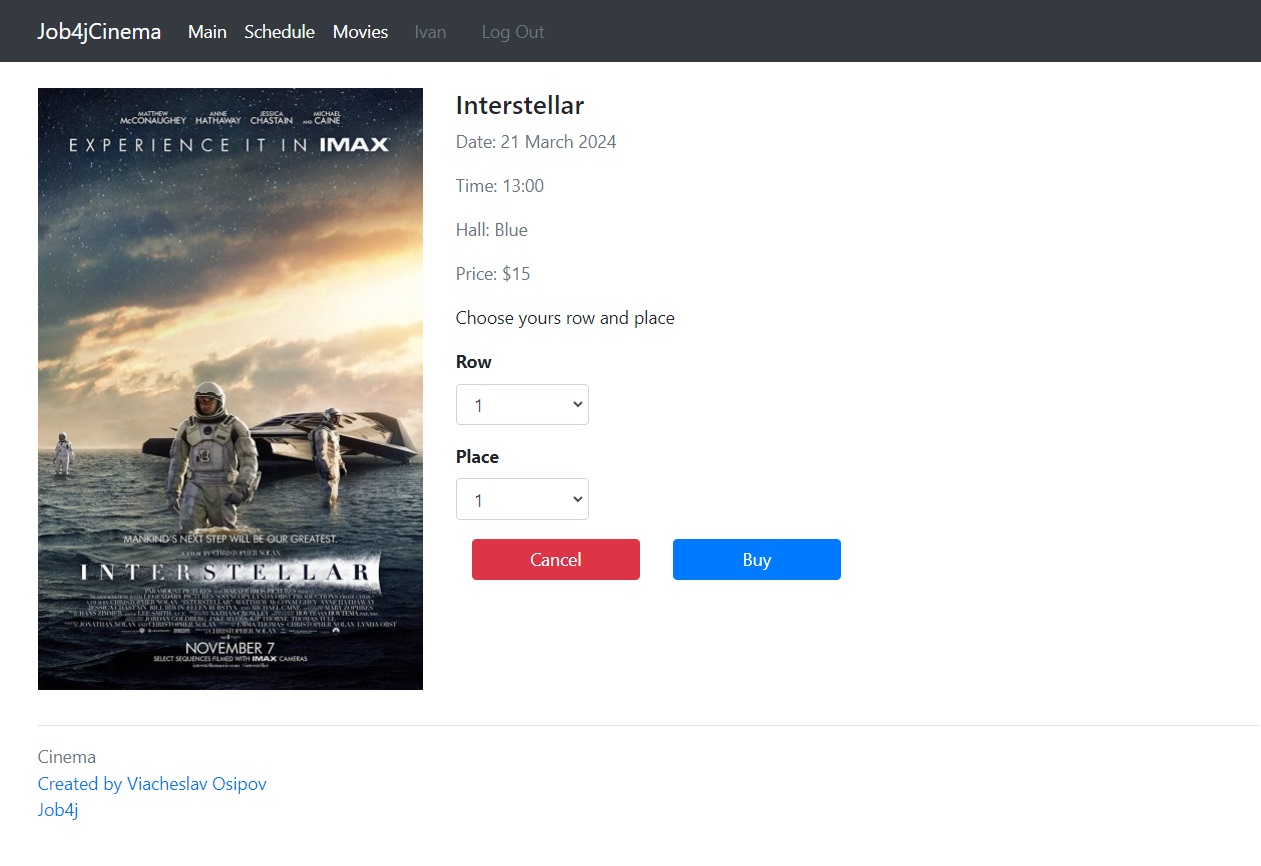 Job4jCinema Main Schedule Movies Ivan Log Out
MATTHEW McCONAUGHEY ANNE HATHAWAY JESSICA CHASTAIN AND MICHAEL CAINE
EXPERIENCE IT IN IMAX
MANKIND'S NEXT STEP WILL BE OUR GREATEST.
A FILM BY CHRISTOPHER NOLAN
INTERSTELLAR
NOVEMBER 7
SELECT SEQUENCES FILMED WITH IMAX CAMERAS
Interstellar
Date: 21 March 2024
Time: 13:00
Hall: Blue
Price: $15
Choose yours row and place
Row
1
Place
1
Cancel Buy
Cinema
Created by Viacheslav Osipov
Job4j